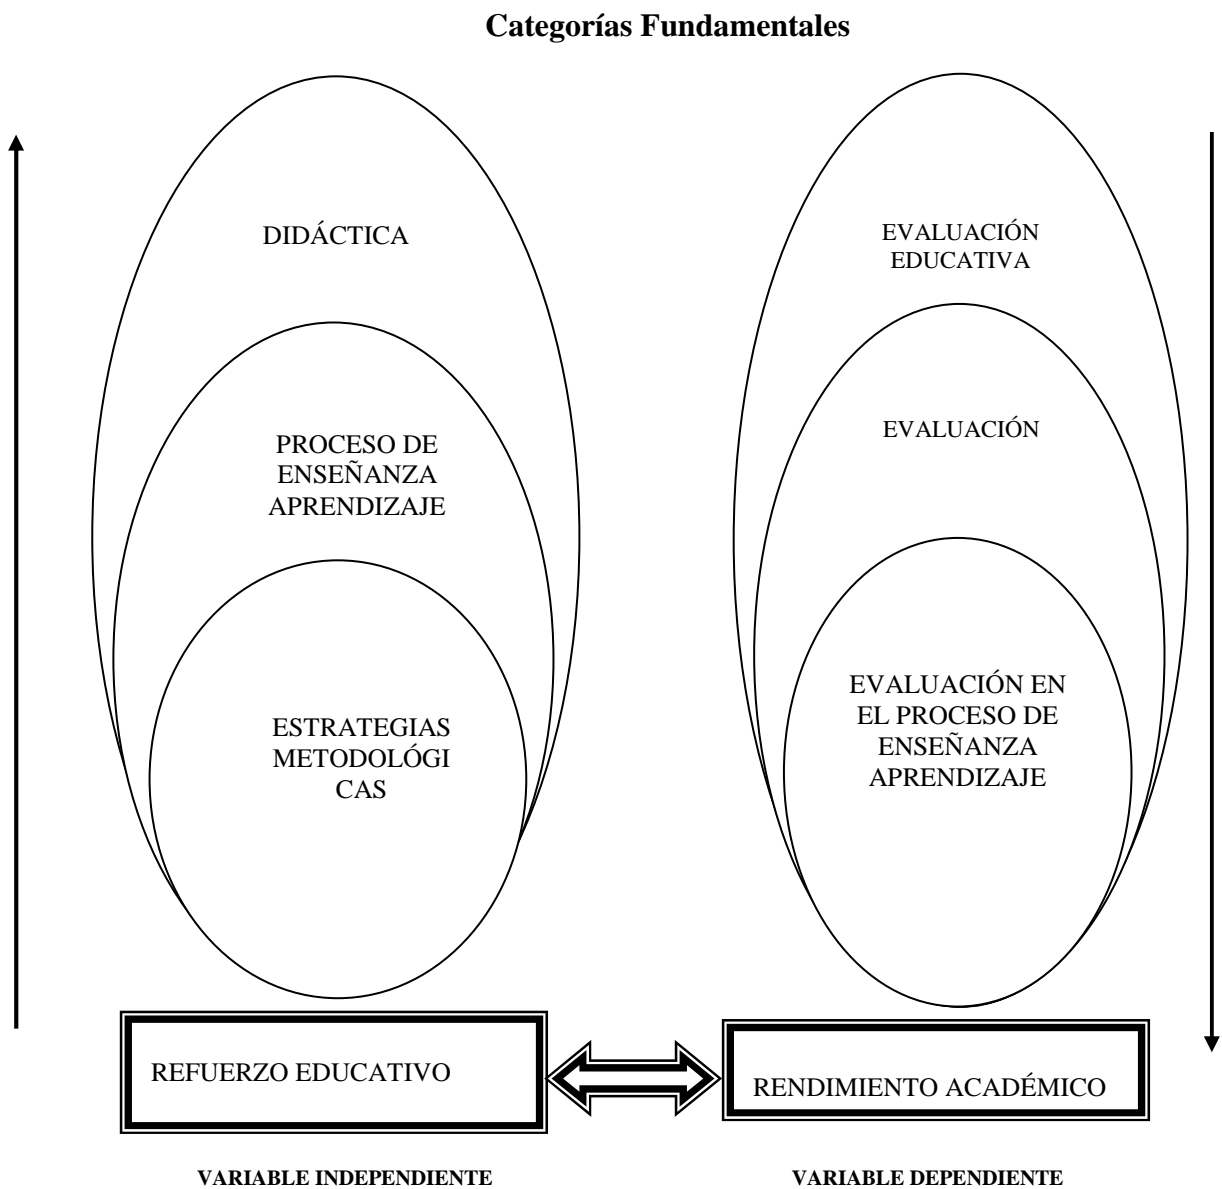 Categorías Fundamentales
DIDÁCTICA
PROCESO DE
ENSEÑANZA
APRENDIZAJE
ESTRATEGIAS
METODOLÓGI
CAS
REFUERZO EDUCATIVO
VARIABLE INDEPENDIENTE
EVALUACIÓN
EDUCATIVA
EVALUACIÓN
EVALUACIÓN EN
EL PROCESO DE
ENSEÑANZA
APRENDIZAJE
RENDIMIENTO ACADÉMICO
VARIABLE DEPENDIENTE